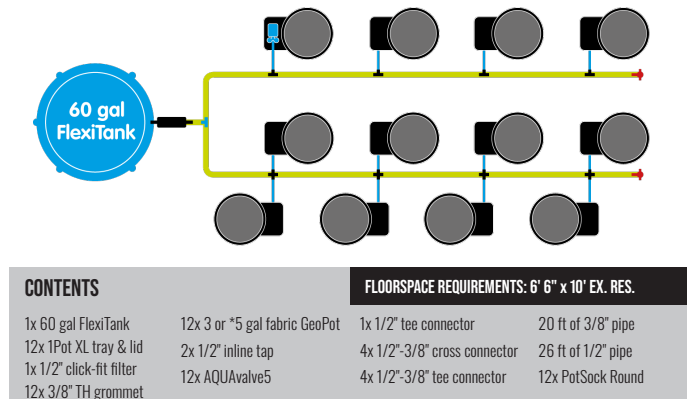 60 gal
FlexiTank
CONTENTS
FLOORSPACE REQUIREMENTS: 6' 6" x 10' EX. RES.
1x 60 gal FlexiTank
12x 1Pot XL tray & lid
1x 1/2" click-fit filter
12x 3/8" TH grommet
12x 3 or *5 gal fabric GeoPot
2x 1/2" inline tap
12x AQUAvalve5
1x 1/2" tee connector
4x 1/2"-3/8" cross connector
4x 1/2"-3/8" tee connector
20 ft of 3/8" pipe
26 ft of 1/2" pipe
12x PotSock Round